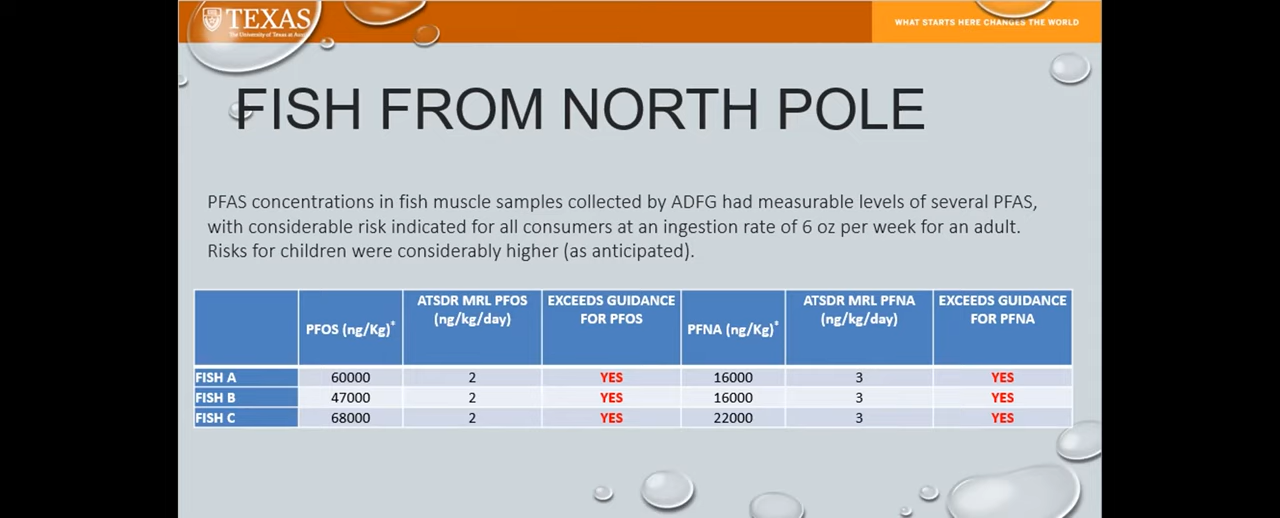 TEXAS
The University of Texas at Aust
WHAT STARTS HERE CHANGES THE WORLD
FISH FROM NORTH POLE
PFAS concentrations in fish muscle samples collected by ADFG had measurable levels of several PFAS,
with considerable risk indicated for all consumers at an ingestion rate of 6 oz per week for an adult.
Risks for children were considerably higher (as anticipated).
PFOS (ng/Kg)* ATSDR MRL PFOS (ng/kg/day) EXCEEDS GUIDANCE FOR PFOS PFNA (ng/Kg)* ATSDR MRL PFNA (ng/kg/day) EXCEEDS GUIDANCE FOR PFNA
FISH A 60000 2 YES 16000 3 YES
FISH B 47000 2 YES 16000 3 YES
FISH C 68000 2 YES 22000 3 YES